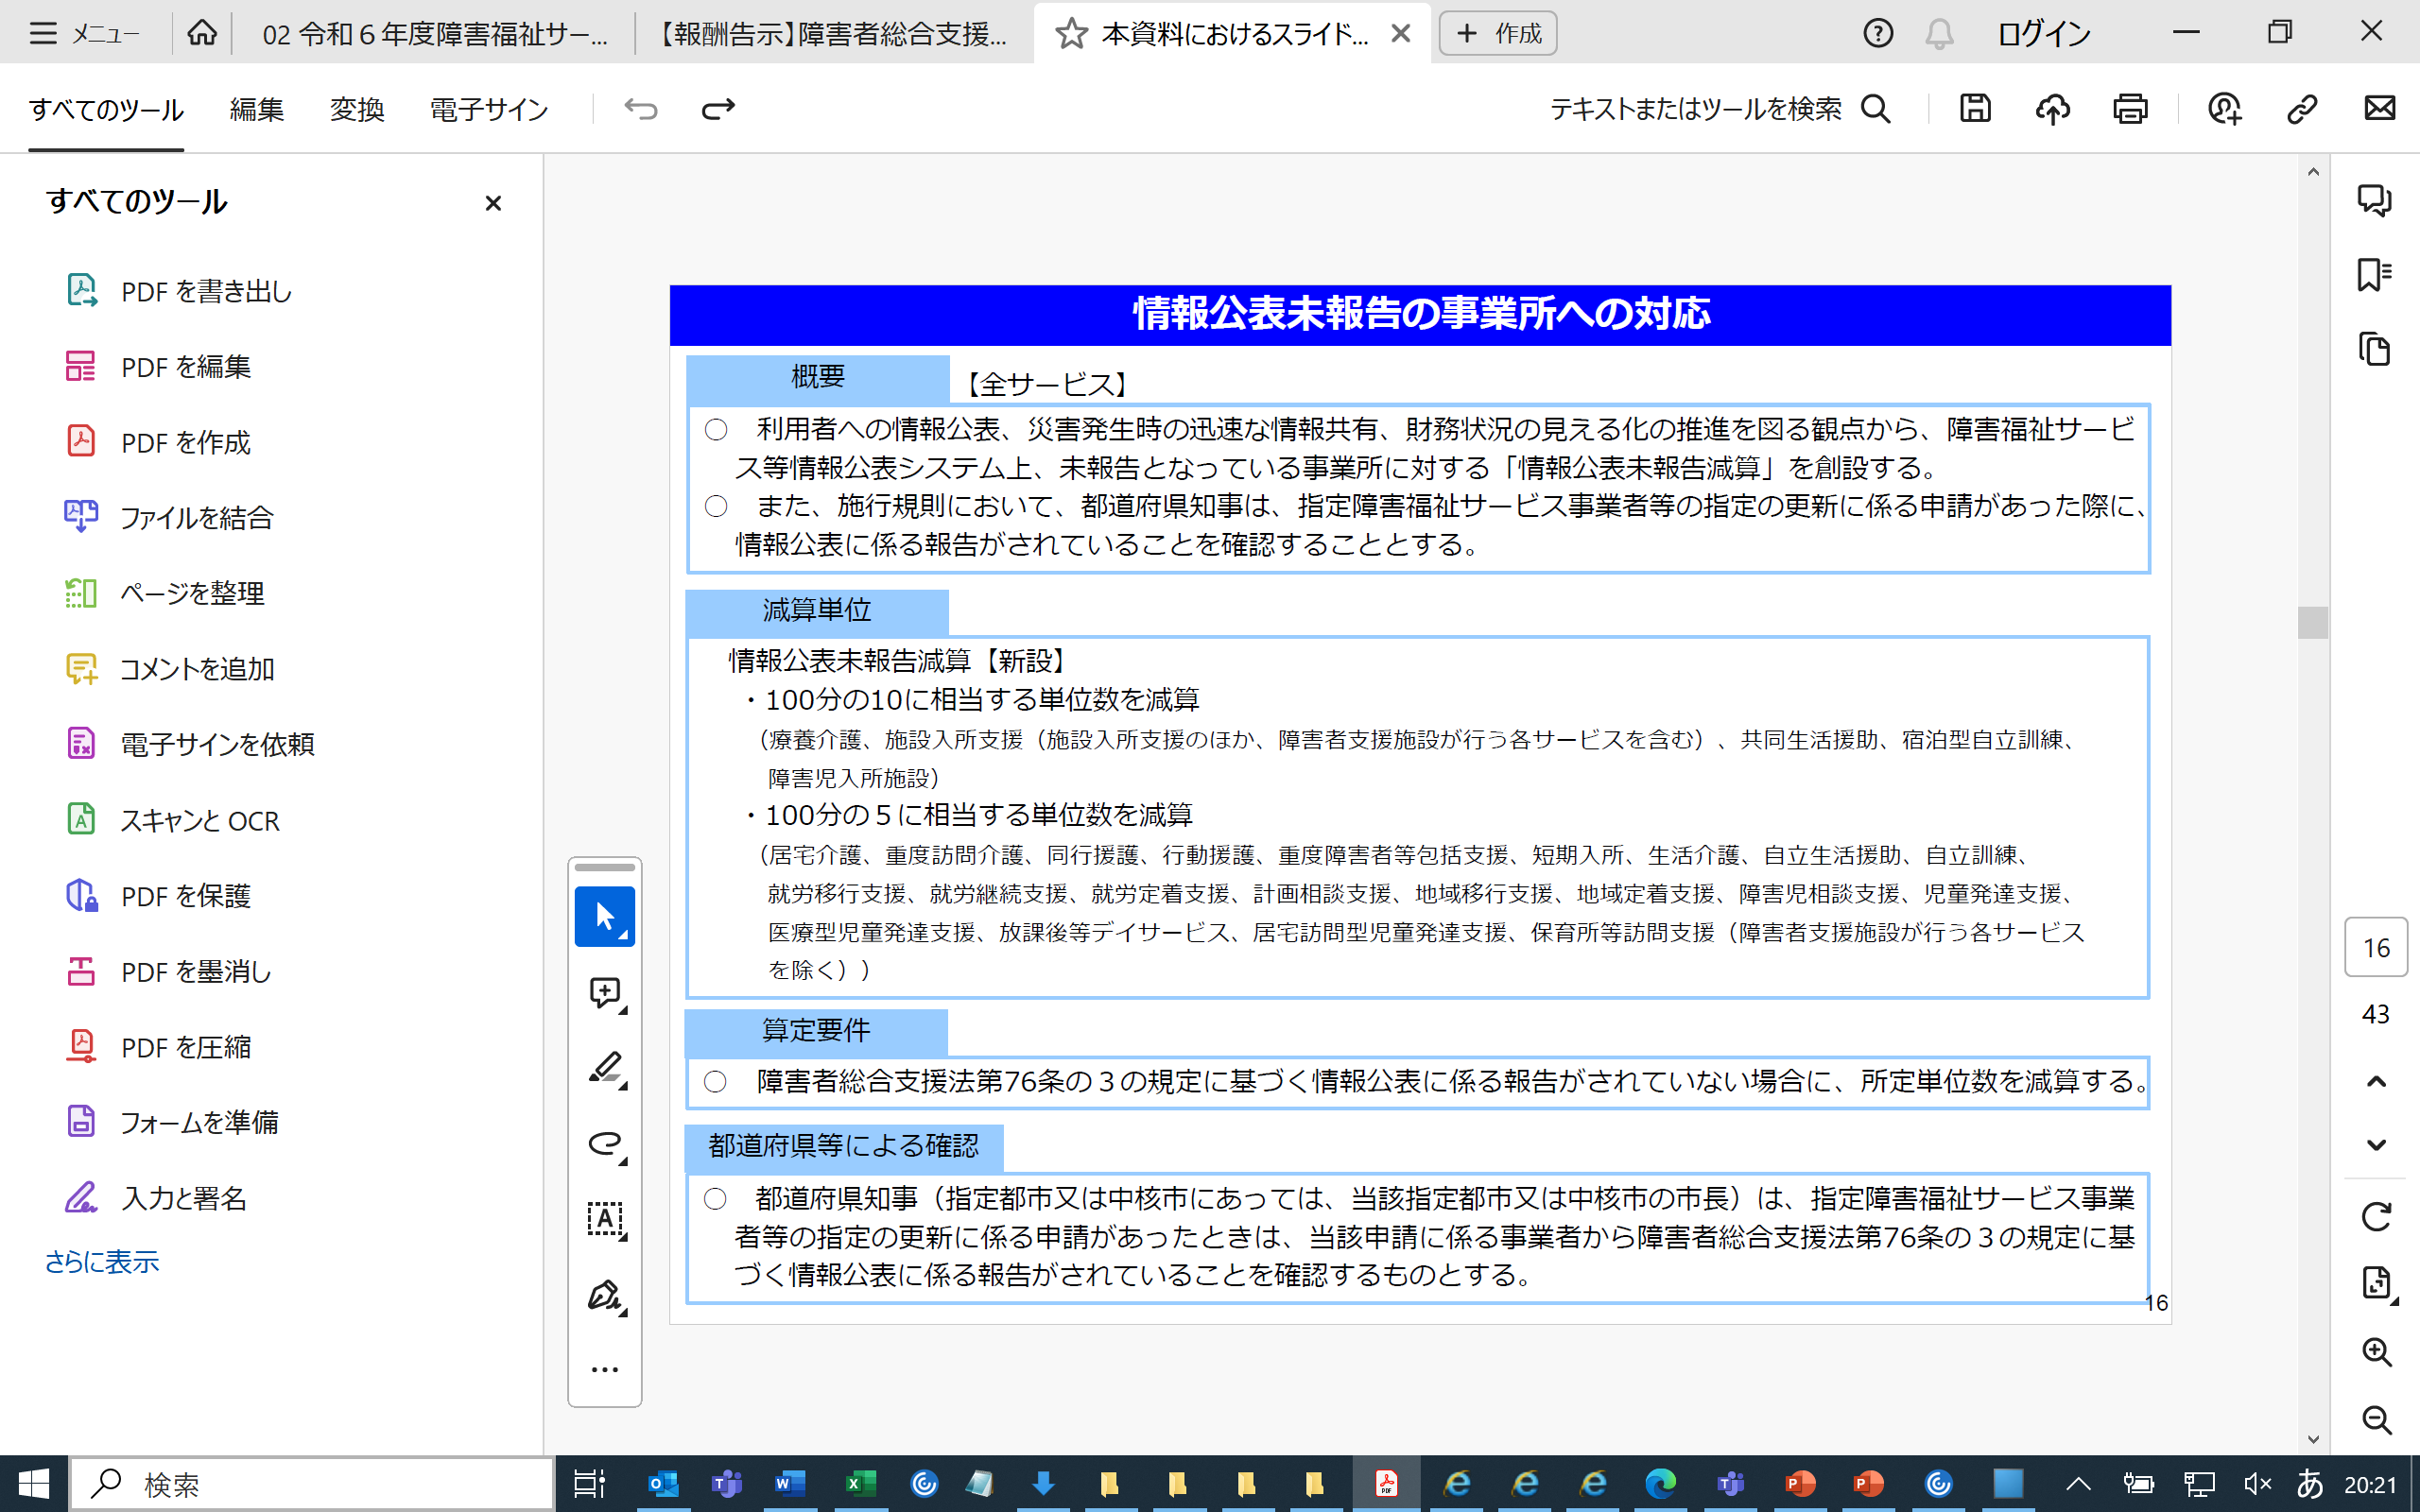 メニュー
02 令和６年度障害福祉サー...
【報酬告示】障害者総合支援...
本資料におけるスライド...
作成
ログイン
すべてのツール
編集
変換
電子サイン
テキストまたはツールを検索
すべてのツール
PDF を書き出し
PDF を編集
PDF を作成
ファイルを結合
ページを整理
コメントを追加
電子サインを依頼
スキャンと OCR
PDF を保護
PDF を墨消し
PDF を圧縮
フォームを準備
入力と署名
さらに表示
情報公表未報告の事業所への対応
概要
【全サービス】
○　利用者への情報公表、災害発生時の迅速な情報共有、財務状況の見える化の推進を図る観点から、障害福祉サービ
ス等情報公表システム上、未報告となっている事業所に対する「情報公表未報告減算」を創設する。
○　また、施行規則において、都道府県知事は、指定障害福祉サービス事業者等の指定の更新に係る申請があった際に、
情報公表に係る報告がされていることを確認することとする。
減算単位
情報公表未報告減算【新設】
・100分の10に相当する単位数を減算
（療養介護、施設入所支援（施設入所支援のほか、障害者支援施設が行う各サービスを含む）、共同生活援助、宿泊型自立訓練、
障害児入所施設）
・100分の５に相当する単位数を減算
（居宅介護、重度訪問介護、同行援護、行動援護、重度障害者等包括支援、短期入所、生活介護、自立生活援助、自立訓練、
就労移行支援、就労継続支援、就労定着支援、計画相談支援、地域移行支援、地域定着支援、障害児相談支援、児童発達支援、
医療型児童発達支援、放課後等デイサービス、居宅訪問型児童発達支援、保育所等訪問支援（障害者支援施設が行う各サービス
を除く））
算定要件
○　障害者総合支援法第76条の３の規定に基づく情報公表に係る報告がされていない場合に、所定単位数を減算する。
都道府県等による確認
○　都道府県知事（指定都市又は中核市にあっては、当該指定都市又は中核市の市長）は、指定障害福祉サービス事業
者等の指定の更新に係る申請があったときは、当該申請に係る事業者から障害者総合支援法第76条の３の規定に基
づく情報公表に係る報告がされていることを確認するものとする。
16
16
43
検索
あ
20:21